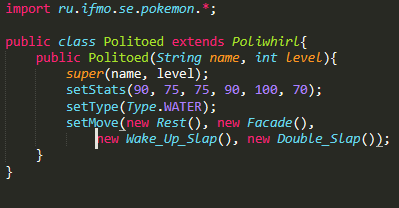 import ru.ifmo.se.pokemon.*;
public class Politoed extends Poliwhirl{
public Politoed(String name, int level){
super(name, level);
setStats(90, 75, 75, 90, 100, 70);
setType(Type.WATER);
setMove(new Rest(), new Facade(),
new Wake_Up_Slap(), new Double_Slap());
}
}